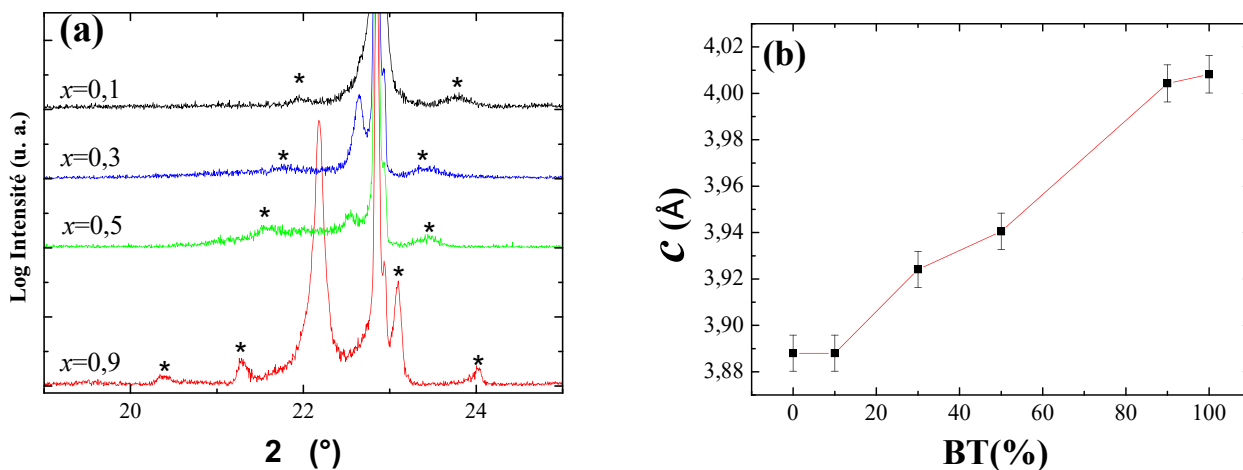 (a)
x=0,1
x=0,3
x=0,5
x=0,9
* *
* *
* *
* * * *
Log Intensité (u. a.)
20 22 24
2 (°)
(b)
4,02
4,00
3,98
3,96
3,94
3,92
3,90
3,88
c (Å)
0 20 40 60 80 100
BT(%)